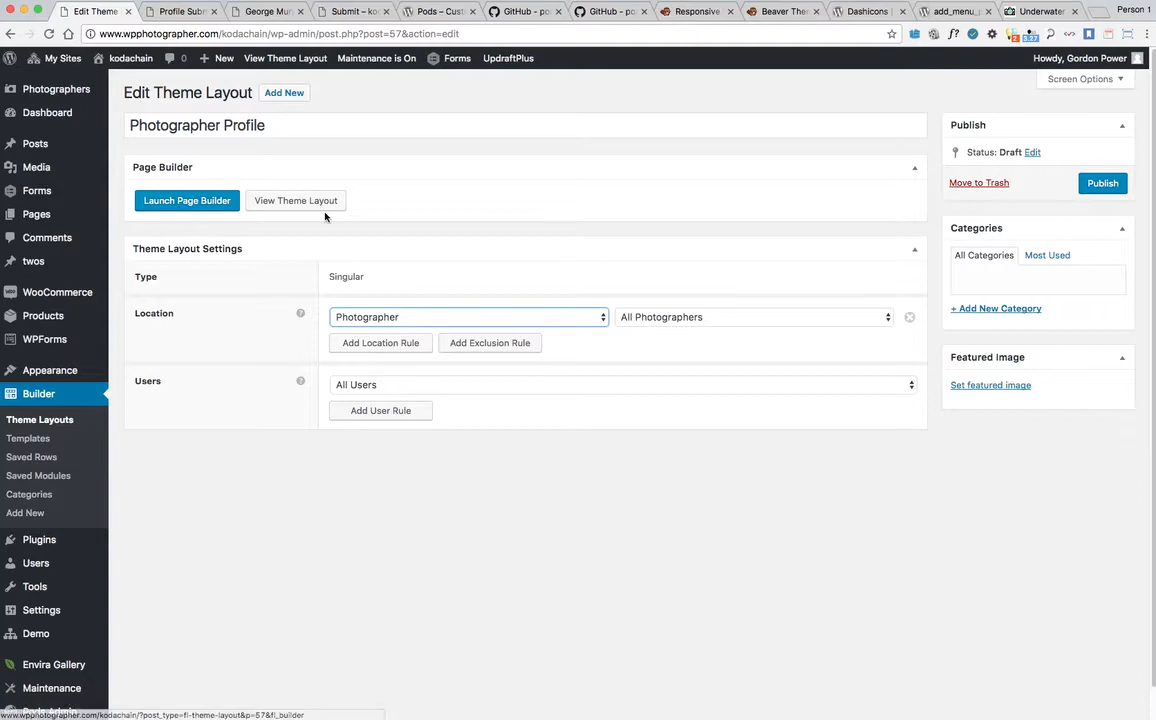 Edit Theme
Profile Subm
George Mur
Submit – ko
Pods – Cust
GitHub – po
GitHub – po
Responsive
Beaver Them
Dashicons |
add_menu_p
Underwater
Person 1
www.wpphotographer.com/kodachain/wp-admin/post.php?post=57&action=edit
My Sites
kodachain
0
New
View Theme Layout
Maintenance is On
Forms
UpdraftPlus
Howdy, Gordon Power
Photographers
Dashboard
Posts
Media
Forms
Pages
Comments
twos
WooCommerce
Products
WPForms
Appearance
Builder
Theme Layouts
Templates
Saved Rows
Saved Modules
Categories
Add New
Plugins
Users
Tools
Settings
Demo
Envira Gallery
Maintenance
Screen Options
Edit Theme Layout
Add New
Photographer Profile
Page Builder
Launch Page Builder
View Theme Layout
Theme Layout Settings
Type
Singular
Location
?
Photographer
All Photographers
Add Location Rule
Add Exclusion Rule
Users
?
All Users
Add User Rule
Publish
Status: Draft Edit
Move to Trash
Publish
Categories
All Categories
Most Used
+ Add New Category
Featured Image
Set featured image
www.wpphotographer.com/kodachain/?post_type=fl-theme-layout&p=57&fl_builder